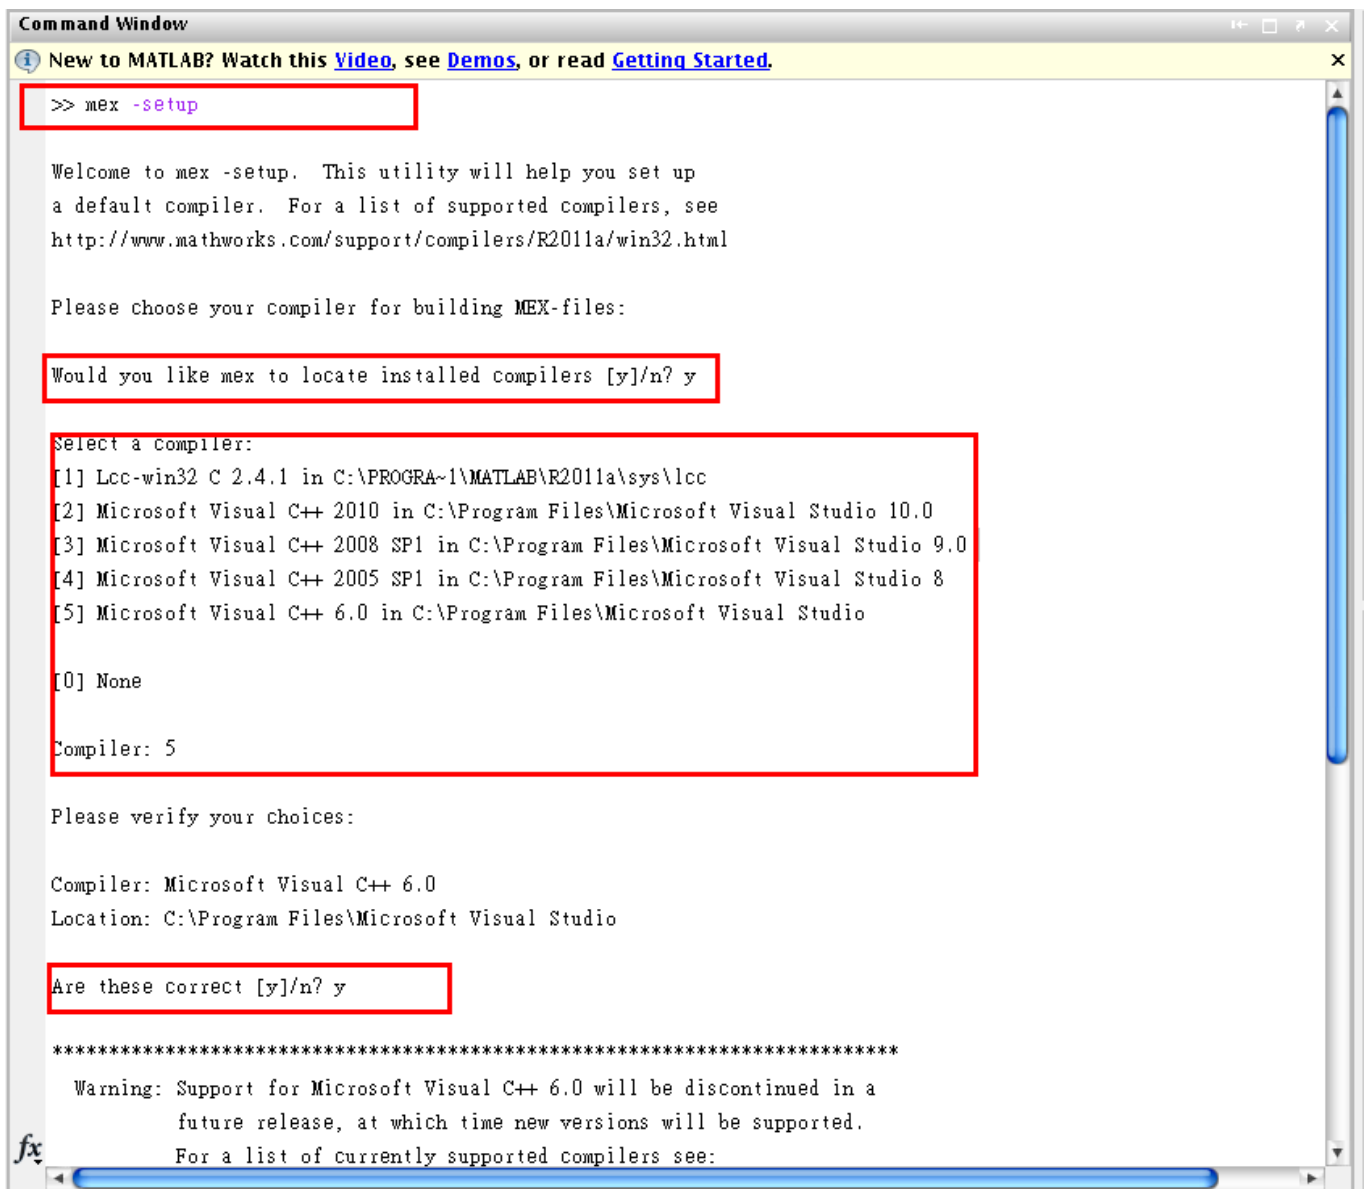 Command Window
New to MATLAB? Watch this Video, see Demos, or read Getting Started.
>> mex -setup
Welcome to mex -setup.  This utility will help you set up
a default compiler.  For a list of supported compilers, see
http://www.mathworks.com/support/compilers/R2011a/win32.html
Please choose your compiler for building MEX-files:
Would you like mex to locate installed compilers [y]/n? y
Select a compiler:
[1] Lcc-win32 C 2.4.1 in C:\PROGRA~1\MATLAB\R2011a\sys\lcc
[2] Microsoft Visual C++ 2010 in C:\Program Files\Microsoft Visual Studio 10.0
[3] Microsoft Visual C++ 2008 SP1 in C:\Program Files\Microsoft Visual Studio 9.0
[4] Microsoft Visual C++ 2005 SP1 in C:\Program Files\Microsoft Visual Studio 8
[5] Microsoft Visual C++ 6.0 in C:\Program Files\Microsoft Visual Studio
[0] None
Compiler: 5
Please verify your choices:
Compiler: Microsoft Visual C++ 6.0
Location: C:\Program Files\Microsoft Visual Studio
Are these correct [y]/n? y
***************************************************************************
Warning: Support for Microsoft Visual C++ 6.0 will be discontinued in a
future release, at which time new versions will be supported.
fx For a list of currently supported compilers see: